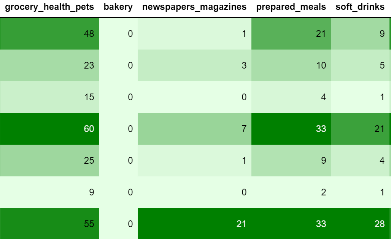 grocery_health_pets bakery newspapers_magazines prepared_meals soft_drinks
48 0 1 21 9
23 0 3 10 5
15 0 0 4 1
60 0 7 33 21
25 0 1 9 4
9 0 0 2 1
55 0 21 33 28